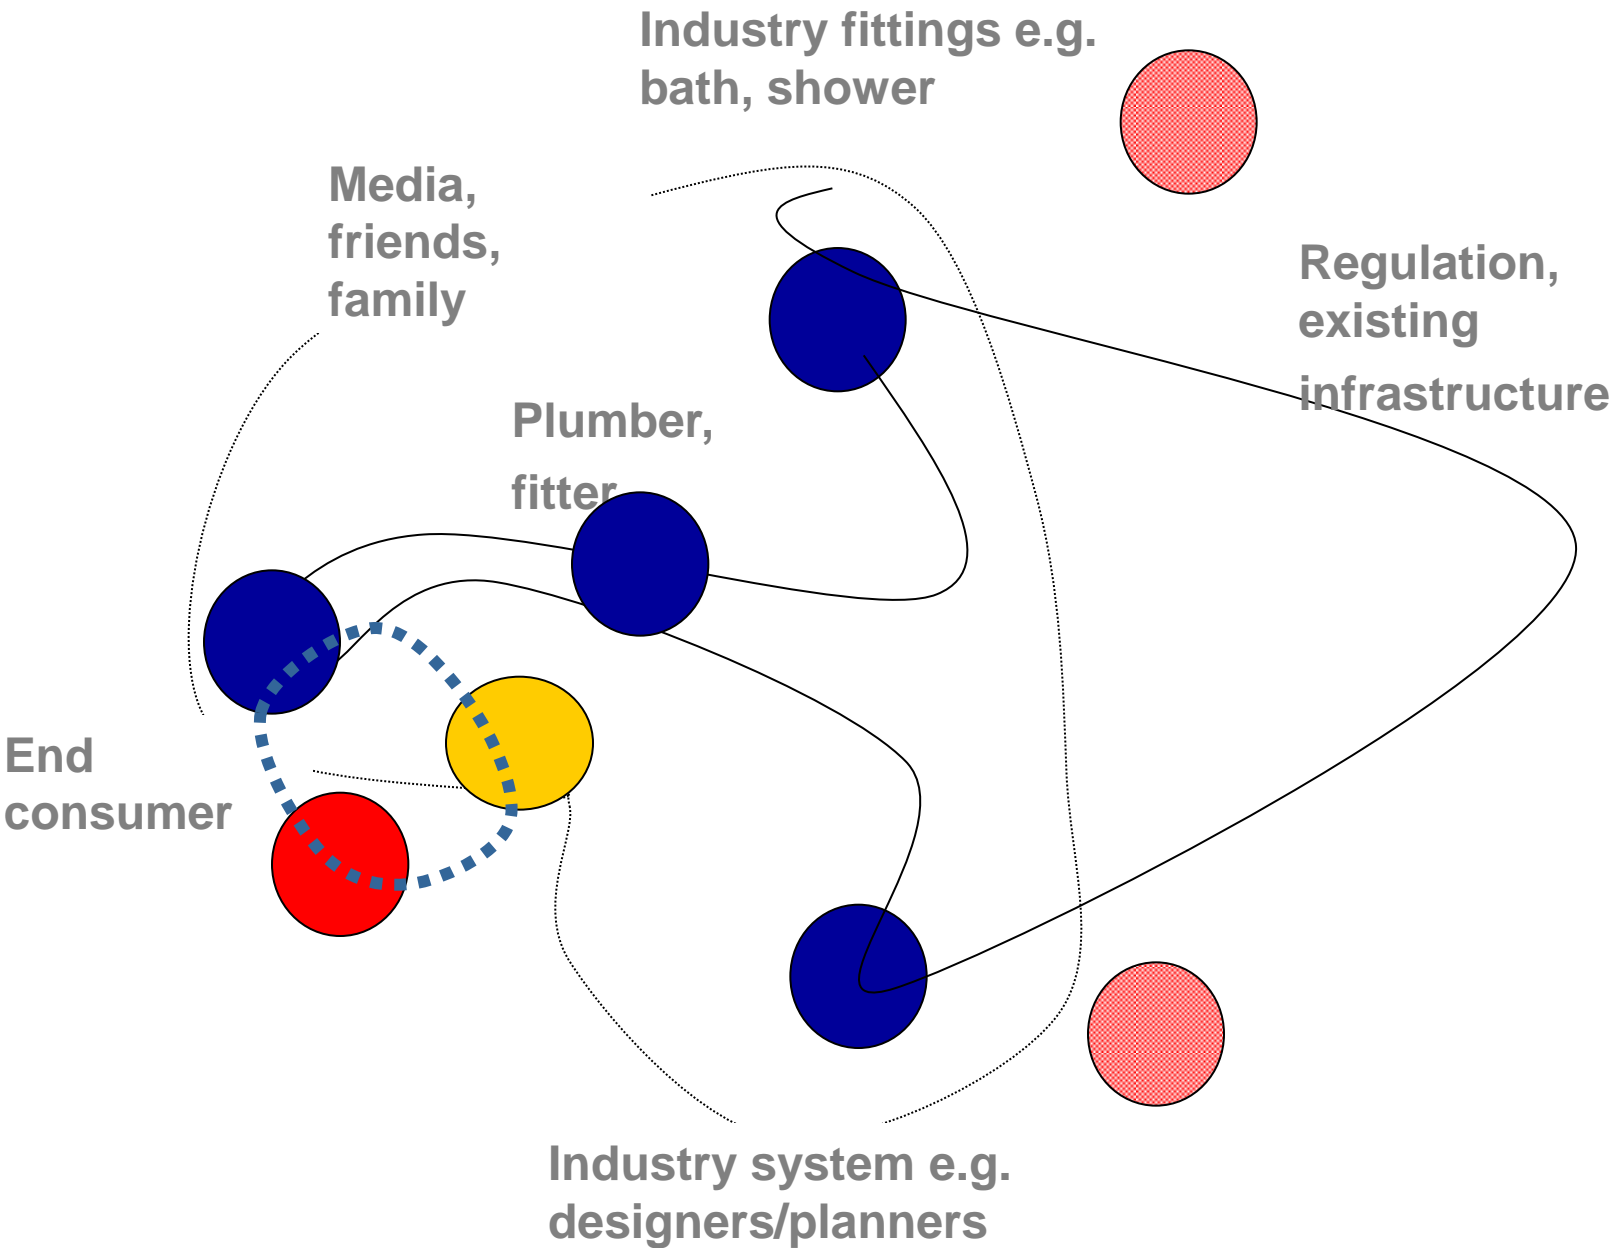 Industry fittings e.g.
bath, shower
Media,
friends,
family
Regulation,
existing
infrastructure
Plumber,
fitter
End
consumer
Industry system e.g.
designers/planners